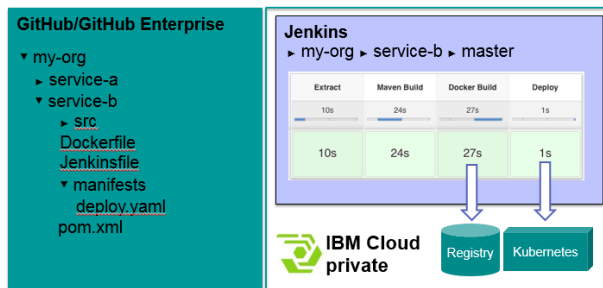 GitHub/GitHub Enterprise
▾ my-org
▸ service-a
▾ service-b
▸ src
Dockerfile
Jenkinsfile
▾ manifests
deploy.yaml
pom.xml
Jenkins
▸ my-org ▸ service-b ▸ master
Extract Maven Build Docker Build Deploy
10s 24s 27s 1s
10s 24s 27s 1s
IBM Cloud
private
Registry
Kubernetes